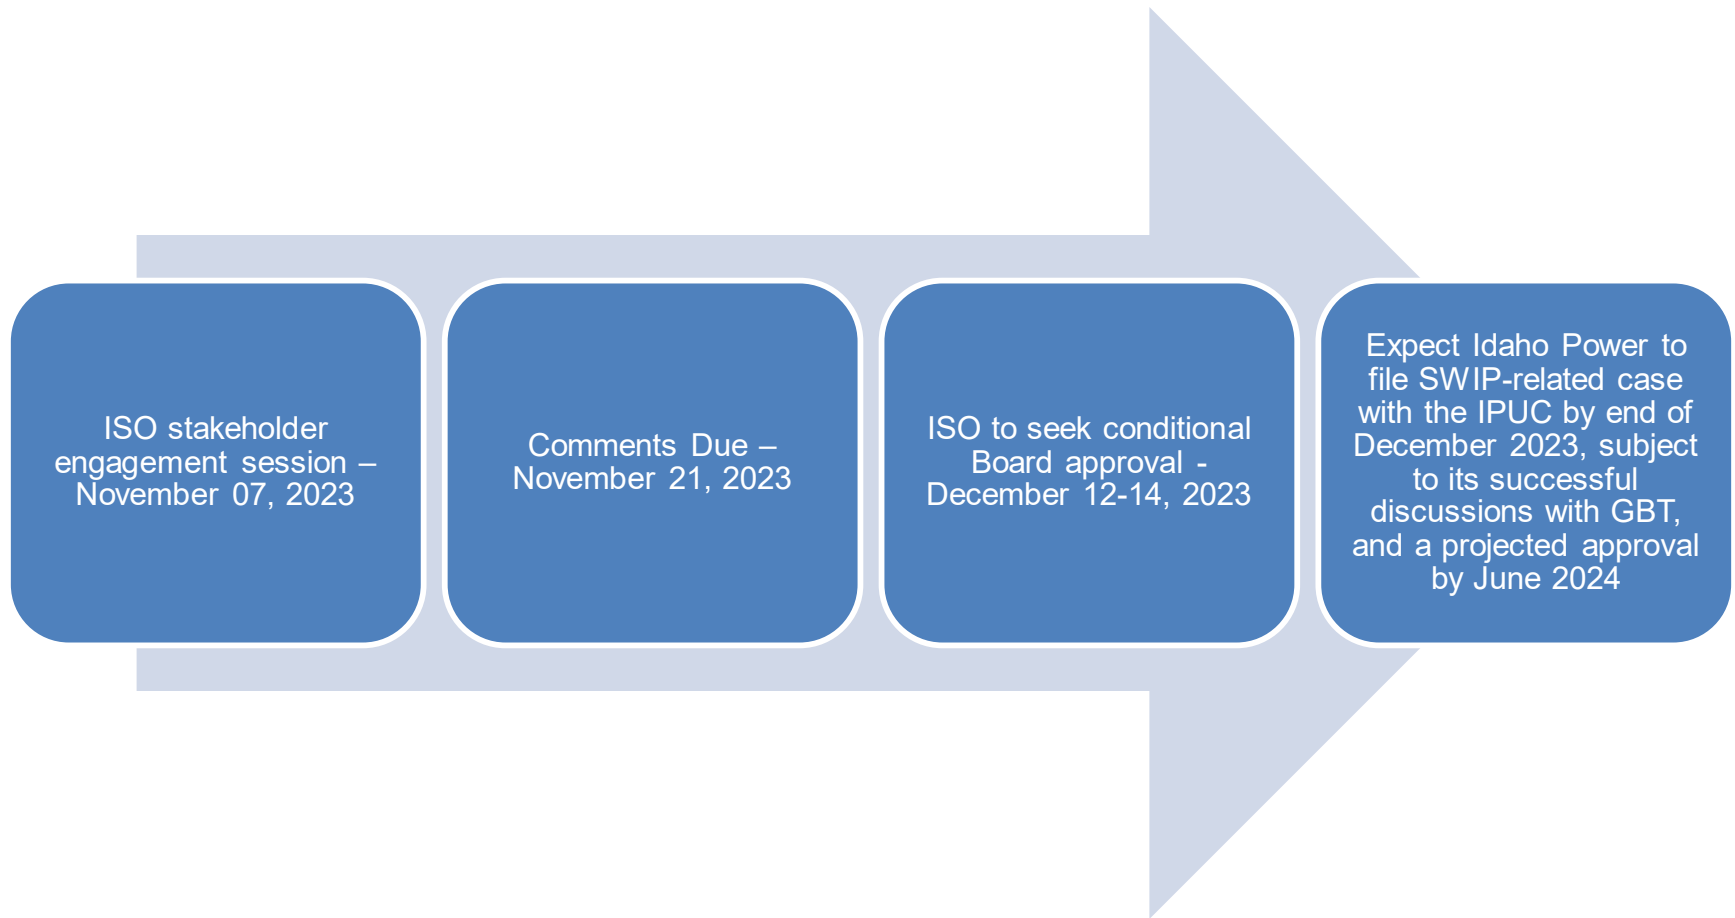 ISO stakeholder
engagement session –
November 07, 2023
Comments Due –
November 21, 2023
ISO to seek conditional
Board approval -
December 12-14, 2023
Expect Idaho Power to
file SWIP-related case
with the IPUC by end of
December 2023, subject
to its successful
discussions with GBT,
and a projected approval
by June 2024